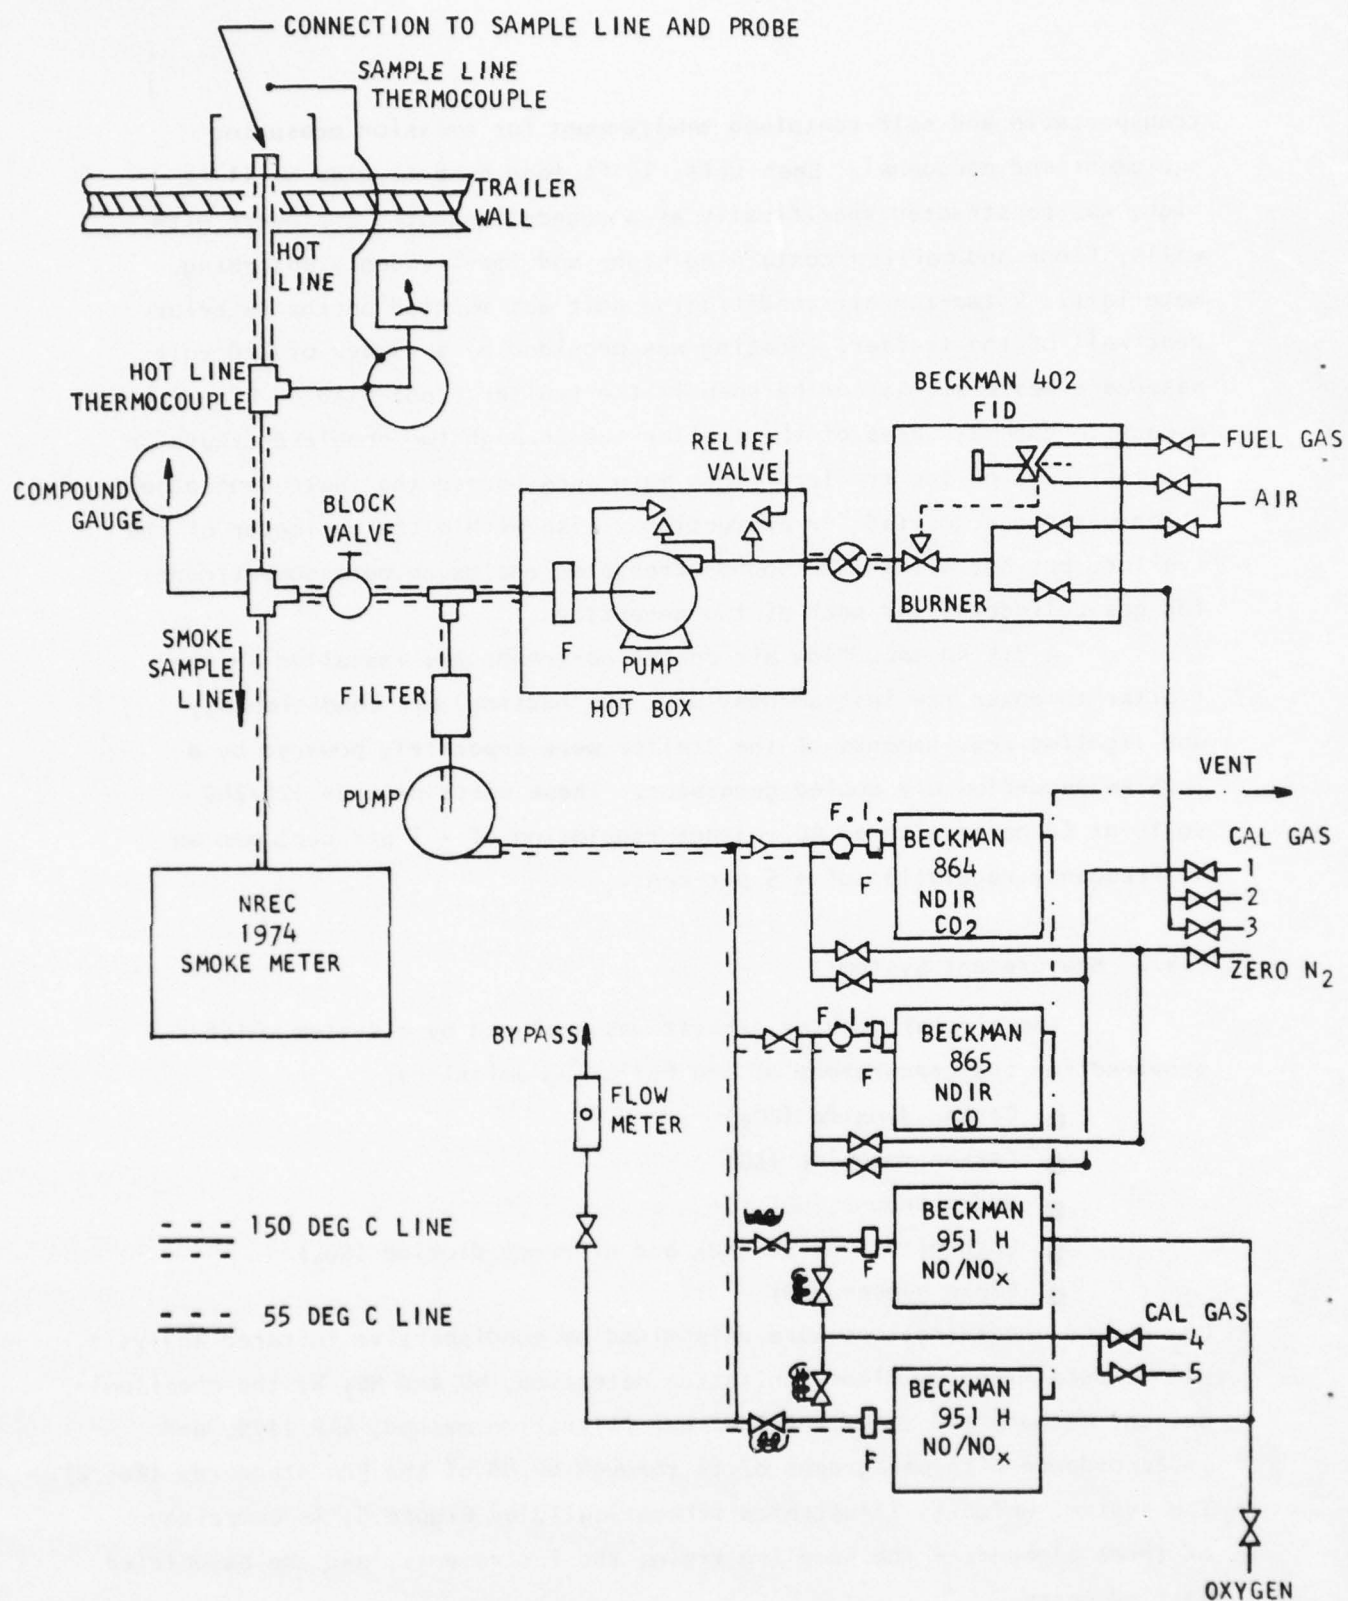 CONNECTION TO SAMPLE LINE AND PROBE
SAMPLE LINE
THERMOCOUPLE
TRAILER
WALL
HOT
LINE
HOT LINE
THERMOCOUPLE
BECKMAN 402
FID
RELIEF
VALVE
FUEL GAS
AIR
COMPOUND
GAUGE
BLOCK
VALVE
BURNER
F
PUMP
HOT BOX
SMOKE
SAMPLE
LINE
FILTER
PUMP
VENT
F.I.
F
BECKMAN
864
NDIR
CO2
CAL GAS
1
2
3
ZERO N2
NREC
1974
SMOKE METER
BYPASS
FLOW
METER
F.I.
F
BECKMAN
865
NDIR
CO
150 DEG C LINE
55 DEG C LINE
F
BECKMAN
951 H
NO/NOx
CAL GAS
4
5
F
BECKMAN
951 H
NO/NOx
OXYGEN